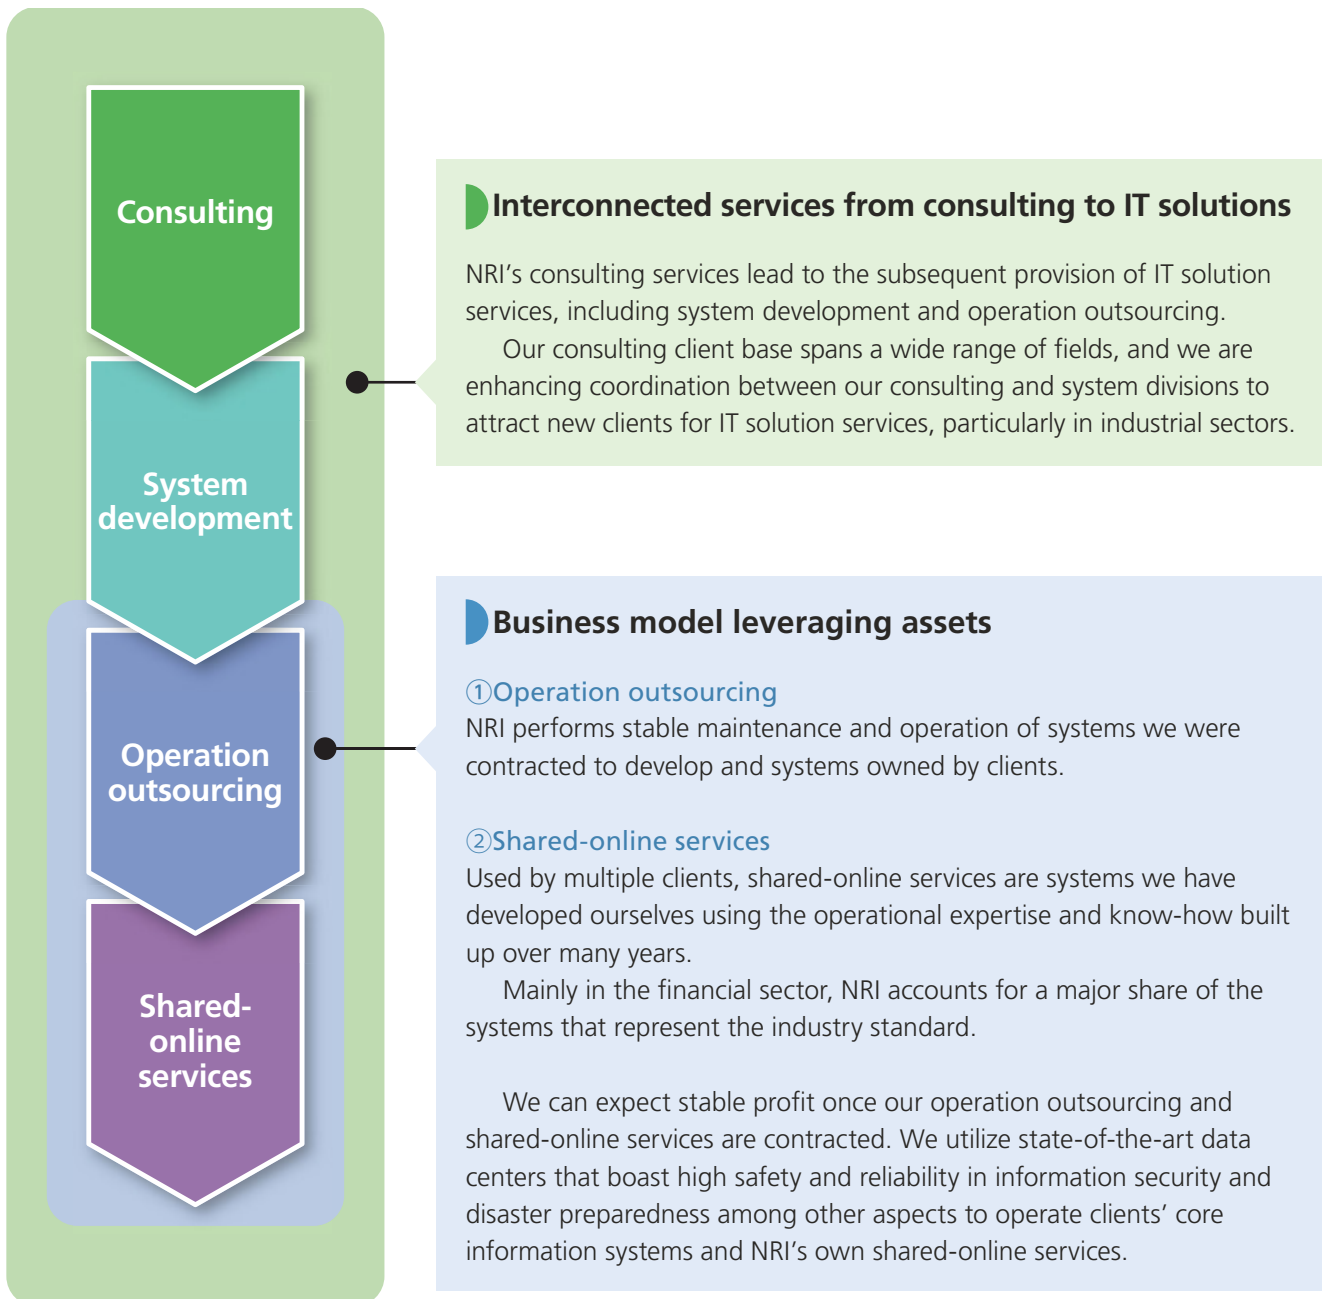 Consulting
System
development
Operation
outsourcing
Shared-
online
services
Interconnected services from consulting to IT solutions
NRI’s consulting services lead to the subsequent provision of IT solution
services, including system development and operation outsourcing.
Our consulting client base spans a wide range of fields, and we are
enhancing coordination between our consulting and system divisions to
attract new clients for IT solution services, particularly in industrial sectors.
Business model leveraging assets
①Operation outsourcing
NRI performs stable maintenance and operation of systems we were
contracted to develop and systems owned by clients.
②Shared-online services
Used by multiple clients, shared-online services are systems we have
developed ourselves using the operational expertise and know-how built
up over many years.
Mainly in the financial sector, NRI accounts for a major share of the
systems that represent the industry standard.
We can expect stable profit once our operation outsourcing and
shared-online services are contracted. We utilize state-of-the-art data
centers that boast high safety and reliability in information security and
disaster preparedness among other aspects to operate clients’ core
information systems and NRI’s own shared-online services.